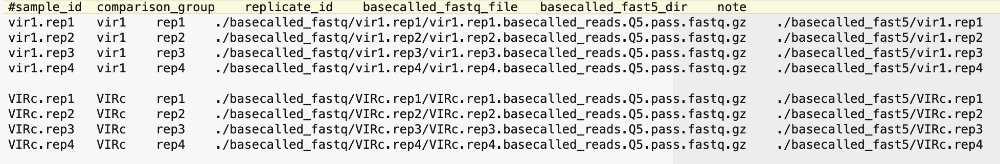 #sample_id comparison_group replicate_id basecalled_fastq_file basecalled_fast5_dir note
vir1.rep1 vir1 rep1 ./basecalled_fastq/vir1.rep1/vir1.rep1.basecalled_reads.Q5.pass.fastq.gz ./basecalled_fast5/vir1.rep1
vir1.rep2 vir1 rep2 ./basecalled_fastq/vir1.rep2/vir1.rep2.basecalled_reads.Q5.pass.fastq.gz ./basecalled_fast5/vir1.rep2
vir1.rep3 vir1 rep3 ./basecalled_fastq/vir1.rep3/vir1.rep3.basecalled_reads.Q5.pass.fastq.gz ./basecalled_fast5/vir1.rep3
vir1.rep4 vir1 rep4 ./basecalled_fastq/vir1.rep4/vir1.rep4.basecalled_reads.Q5.pass.fastq.gz ./basecalled_fast5/vir1.rep4
VIRc.rep1 VIRc rep1 ./basecalled_fastq/VIRc.rep1/VIRc.rep1.basecalled_reads.Q5.pass.fastq.gz ./basecalled_fast5/VIRc.rep1
VIRc.rep2 VIRc rep2 ./basecalled_fastq/VIRc.rep2/VIRc.rep2.basecalled_reads.Q5.pass.fastq.gz ./basecalled_fast5/VIRc.rep2
VIRc.rep3 VIRc rep3 ./basecalled_fastq/VIRc.rep3/VIRc.rep3.basecalled_reads.Q5.pass.fastq.gz ./basecalled_fast5/VIRc.rep3
VIRc.rep4 VIRc rep4 ./basecalled_fastq/VIRc.rep4/VIRc.rep4.basecalled_reads.Q5.pass.fastq.gz ./basecalled_fast5/VIRc.rep4